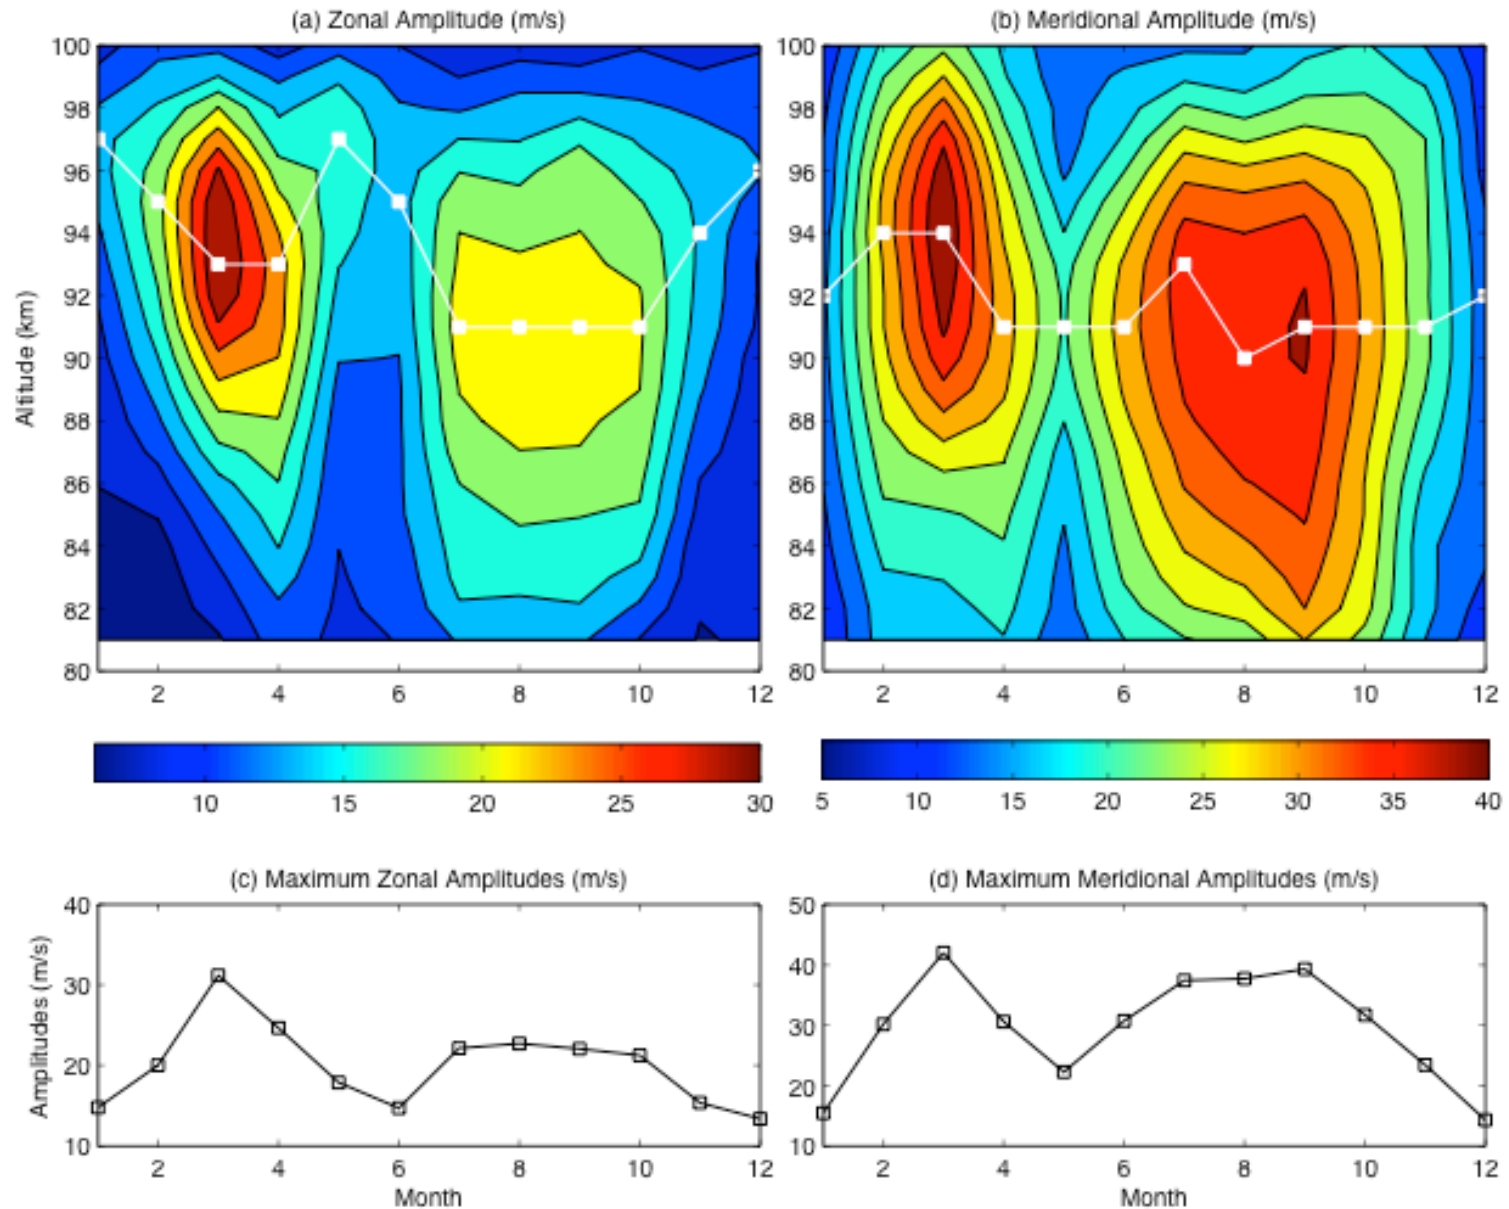 (a) Zonal Amplitude (m/s)
(b) Meridional Amplitude (m/s)
Altitude (km)
100
98
96
94
92
90
88
86
84
82
80
2 4 6 8 10 12
100
98
96
94
92
90
88
86
84
82
80
2 4 6 8 10 12
10 15 20 25 30
5 10 15 20 25 30 35 40
(c) Maximum Zonal Amplitudes (m/s)
(d) Maximum Meridional Amplitudes (m/s)
Amplitudes (m/s)
40
30
20
10
2 4 6 8 10 12
Month
50
40
30
20
10
2 4 6 8 10 12
Month